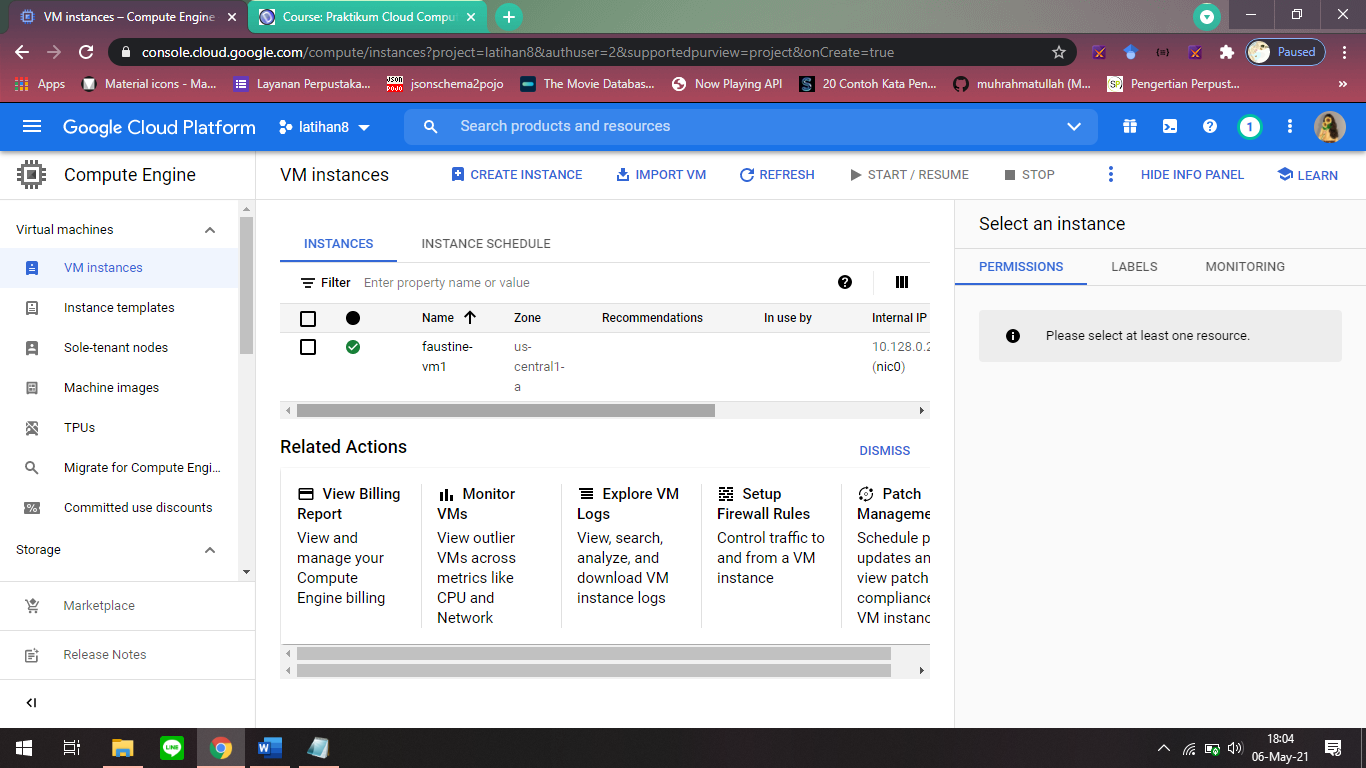 VM instances – Compute Engine
Course: Praktikum Cloud Compu
console.cloud.google.com/compute/instances?project=latihan8&authuser=2&supportedpurview=project&onCreate=true
Paused
Apps
Material icons - Ma...
Layanan Perpustaka...
JSON
POJO
jsonschema2pojo
The Movie Databas...
Now Playing API
20 Contoh Kata Pen...
muhrahmatullah (M...
Pengertian Perpust...
»
Google Cloud Platform
latihan8
Search products and resources
1
Compute Engine
VM instances
CREATE INSTANCE
IMPORT VM
REFRESH
START / RESUME
STOP
HIDE INFO PANEL
LEARN
Virtual machines
VM instances
Instance templates
Sole-tenant nodes
Machine images
TPUs
Migrate for Compute Engi...
Committed use discounts
Storage
Marketplace
Release Notes
INSTANCES
INSTANCE SCHEDULE
Filter
Enter property name or value
Name
Zone
Recommendations
In use by
Internal IP
faustine-
vm1
us-
central1-
a
10.128.0.2
(nic0)
Related Actions
DISMISS
View Billing
Report
View and
manage your
Compute
Engine billing
Monitor
VMs
View outlier
VMs across
metrics like
CPU and
Network
Explore VM
Logs
View, search,
analyze, and
download VM
instance logs
Setup
Firewall Rules
Control traffic to
and from a VM
instance
Patch
Manageme
Schedule p
updates an
view patch
compliance
VM instanc
Select an instance
PERMISSIONS
LABELS
MONITORING
Please select at least one resource.
LINE
18:04
06-May-21